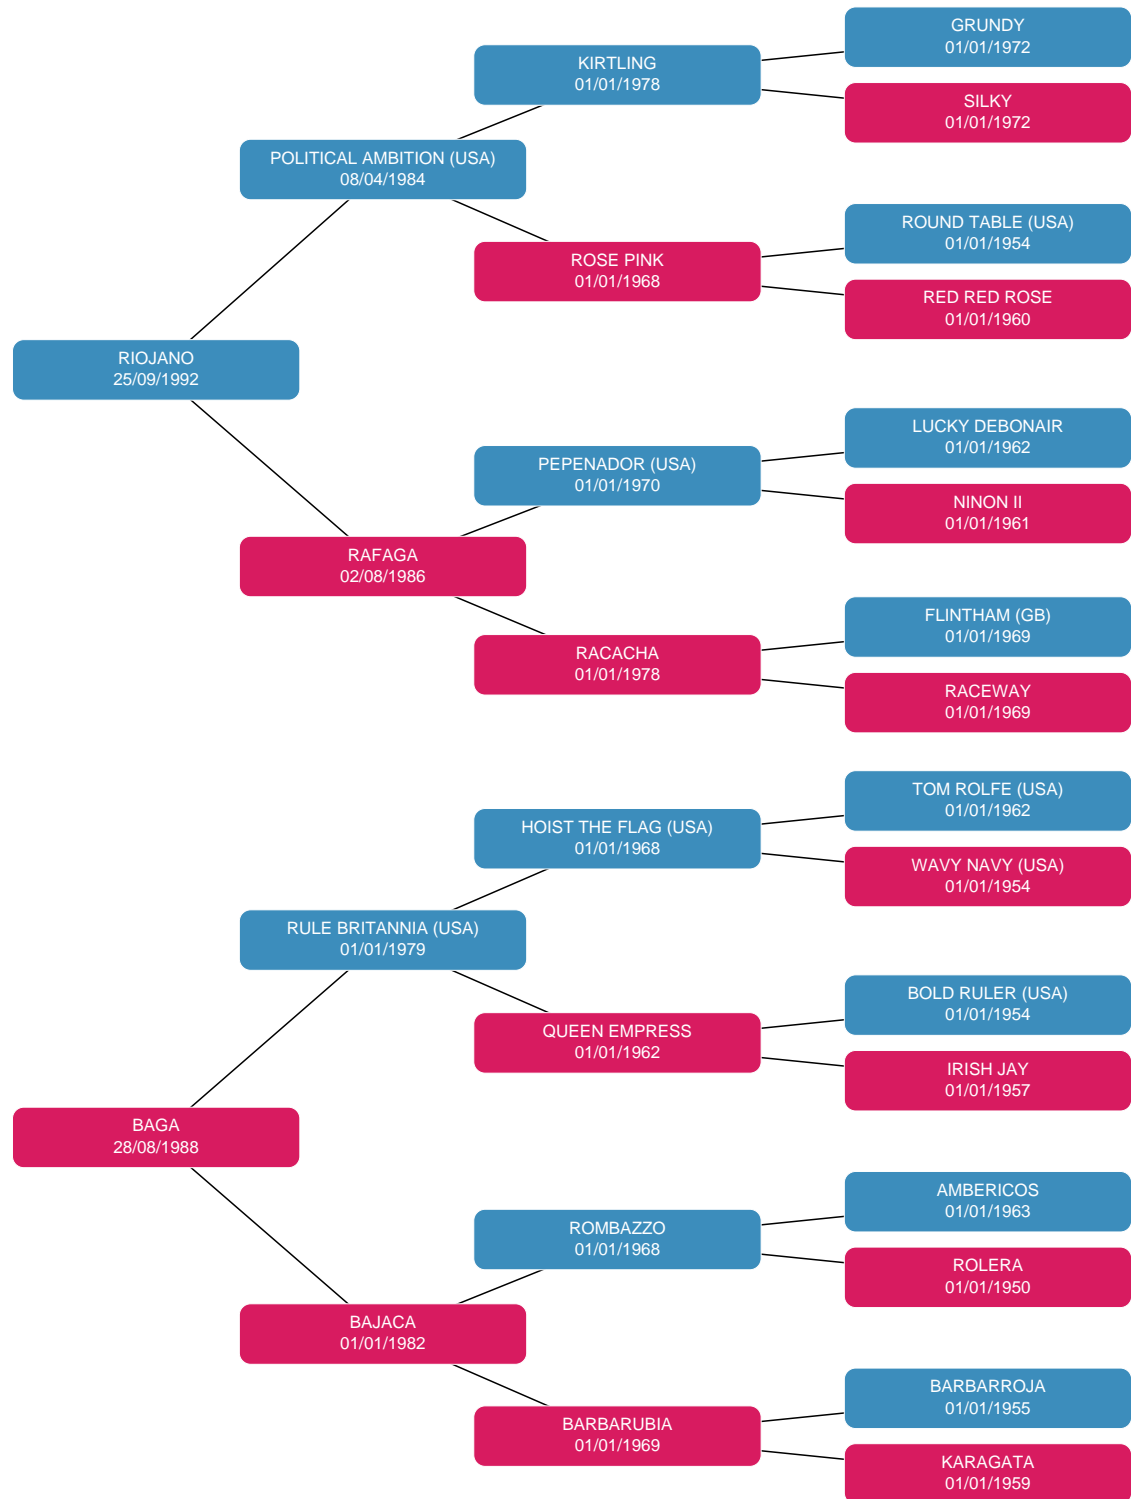 GRUNDY
01/01/1972
KIRTLING
01/01/1978
SILKY
01/01/1972
POLITICAL AMBITION (USA)
08/04/1984
ROUND TABLE (USA)
01/01/1954
ROSE PINK
01/01/1968
RED RED ROSE
01/01/1960
RIOJANO
25/09/1992
LUCKY DEBONAIR
01/01/1962
PEPENADOR (USA)
01/01/1970
NINON II
01/01/1961
RAFAGA
02/08/1986
FLINTHAM (GB)
01/01/1969
RACACHA
01/01/1978
RACEWAY
01/01/1969
TOM ROLFE (USA)
01/01/1962
HOIST THE FLAG (USA)
01/01/1968
WAVY NAVY (USA)
01/01/1954
RULE BRITANNIA (USA)
01/01/1979
BOLD RULER (USA)
01/01/1954
QUEEN EMPRESS
01/01/1962
IRISH JAY
01/01/1957
BAGA
28/08/1988
AMBERICOS
01/01/1963
ROMBAZZO
01/01/1968
ROLERA
01/01/1950
BAJACA
01/01/1982
BARBARROJA
01/01/1955
BARBARUBIA
01/01/1969
KARAGATA
01/01/1959